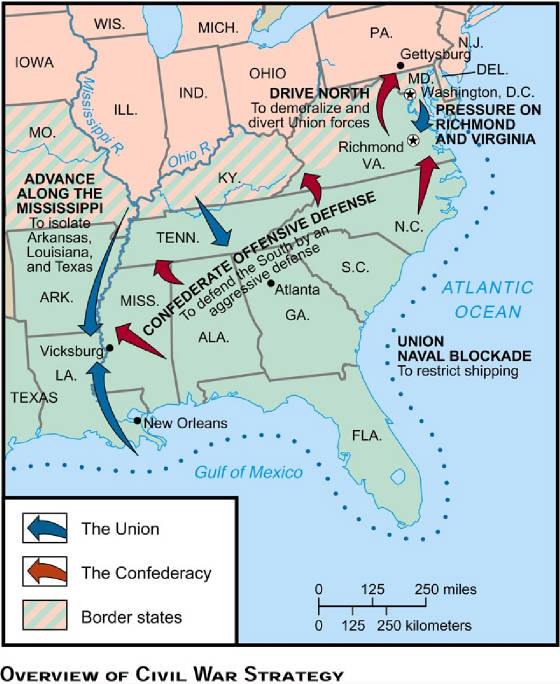 WIS.
MICH.
PA.
N.J.
Gettysburg
IOWA
OHIO
MD.
DEL.
Washington, D.C.
ILL.
IND.
DRIVE NORTH
To demoralize and
divert Union forces
PRESSURE ON
RICHMOND
AND VIRGINIA
Mississippi R.
MO.
Ohio R.
Richmond
VA.
KY.
ADVANCE
ALONG THE
MISSISSIPPI
To isolate
Arkansas,
Louisiana,
and Texas
TENN.
N.C.
CONFEDERATE OFFENSIVE DEFENSE
To defend the South by an
aggressive defense
S.C.
ARK.
MISS.
Atlanta
GA.
ALA.
ATLANTIC
OCEAN
UNION
NAVAL BLOCKADE
To restrict shipping
Vicksburg
LA.
TEXAS
New Orleans
FLA.
Gulf of Mexico
The Union
The Confederacy
Border states
0 125 250 miles
0 125 250 kilometers
OVERVIEW OF CIVIL WAR STRATEGY